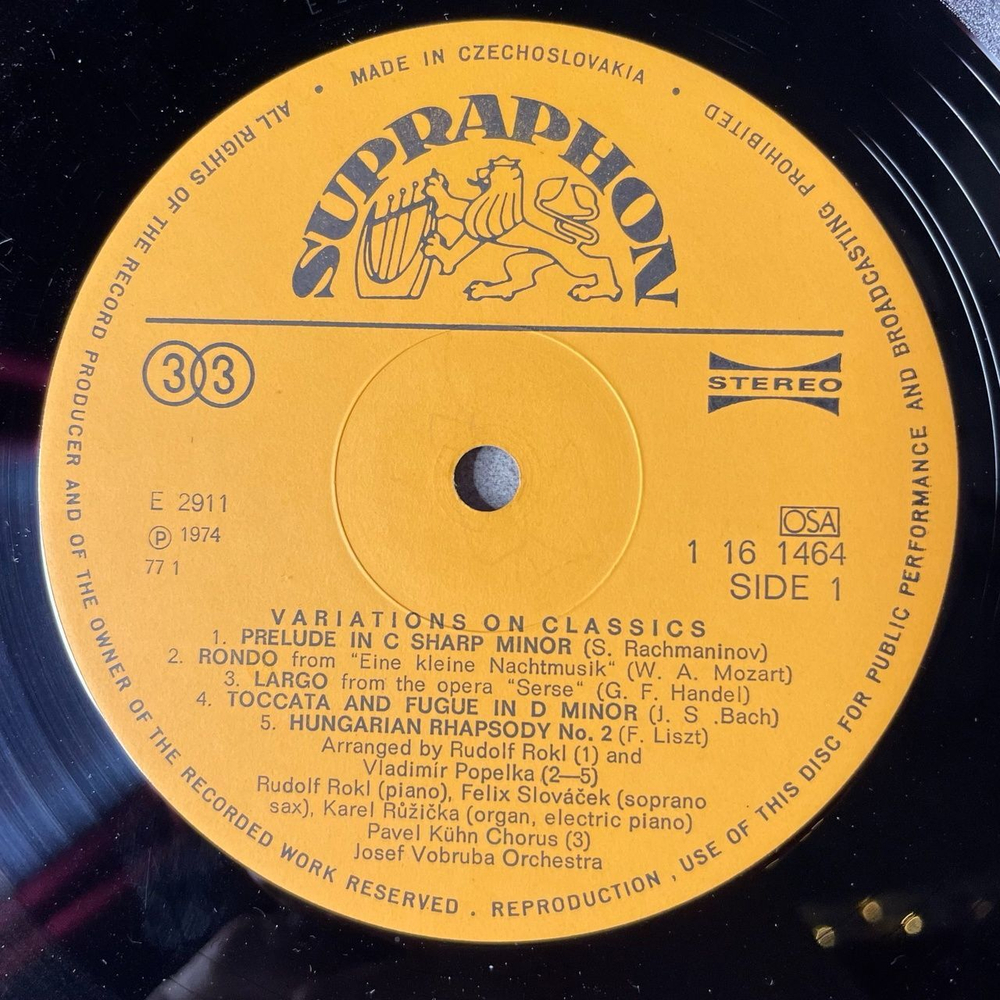 MADE IN CZECHOSLOVAKIA
SUPRAPHON
33
STEREO
E 2911
Ⓟ 1974
77 1
OSA
1 16 1464
SIDE 1
VARIATIONS ON CLASSICS
1. PRELUDE IN C SHARP MINOR (S. Rachmaninov)
2. RONDO from "Eine kleine Nachtmusik" (W. A. Mozart)
3. LARGO from the opera "Serse" (G. F. Handel)
4. TOCCATA AND FUGUE IN D MINOR (J. S .Bach)
5. HUNGARIAN RHAPSODY No. 2 (F. Liszt)
Arranged by Rudolf Rokl (1) and
Vladimír Popelka (2—5)
Rudolf Rokl (piano), Felix Slováček (soprano
sax), Karel Růžička (organ, electric piano)
Pavel Kühn Chorus (3)
Josef Vobruba Orchestra
ALL RIGHTS OF THE RECORD PRODUCER AND OF THE OWNER OF THE RECORDED WORK RESERVED . REPRODUCTION , USE OF THIS DISC FOR PUBLIC PERFORMANCE AND BROADCASTING PROHIBITED